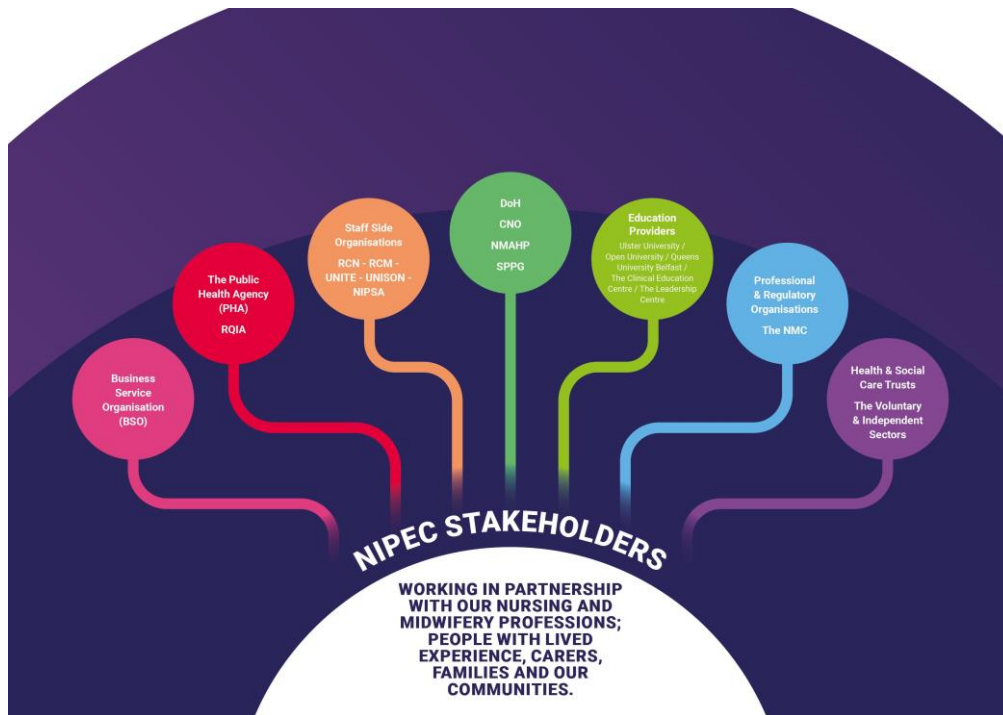 Business
Service
Organisation
(BSO)
The Public
Health Agency
(PHA)
RQIA
Staff Side
Organisations
RCN - RCM -
UNITE - UNISON -
NIPSA
DoH
CNO
NMAHP
SPPG
Education
Providers
Ulster University /
Open University / Queens
University Belfast /
The Clinical Education
Centre / The Leadership
Centre
Professional
& Regulatory
Organisations
The NMC
Health & Social
Care Trusts
The Voluntary
& Independent
Sectors
NIPEC STAKEHOLDERS
WORKING IN PARTNERSHIP
WITH OUR NURSING AND
MIDWIFERY PROFESSIONS;
PEOPLE WITH LIVED
EXPERIENCE, CARERS,
FAMILIES AND OUR
COMMUNITIES.